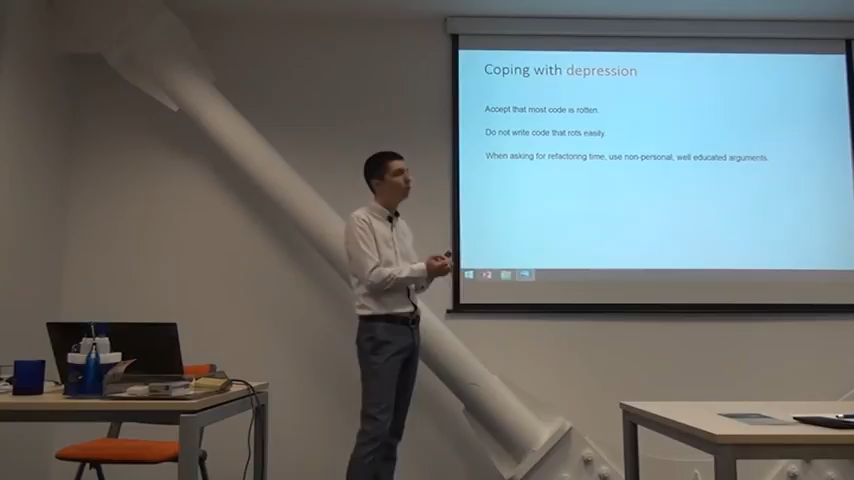 Coping with depression
Accept that most code is rotten.
Do not write code that rots easily.
When asking for refactoring time, use non-personal, well educated arguments.